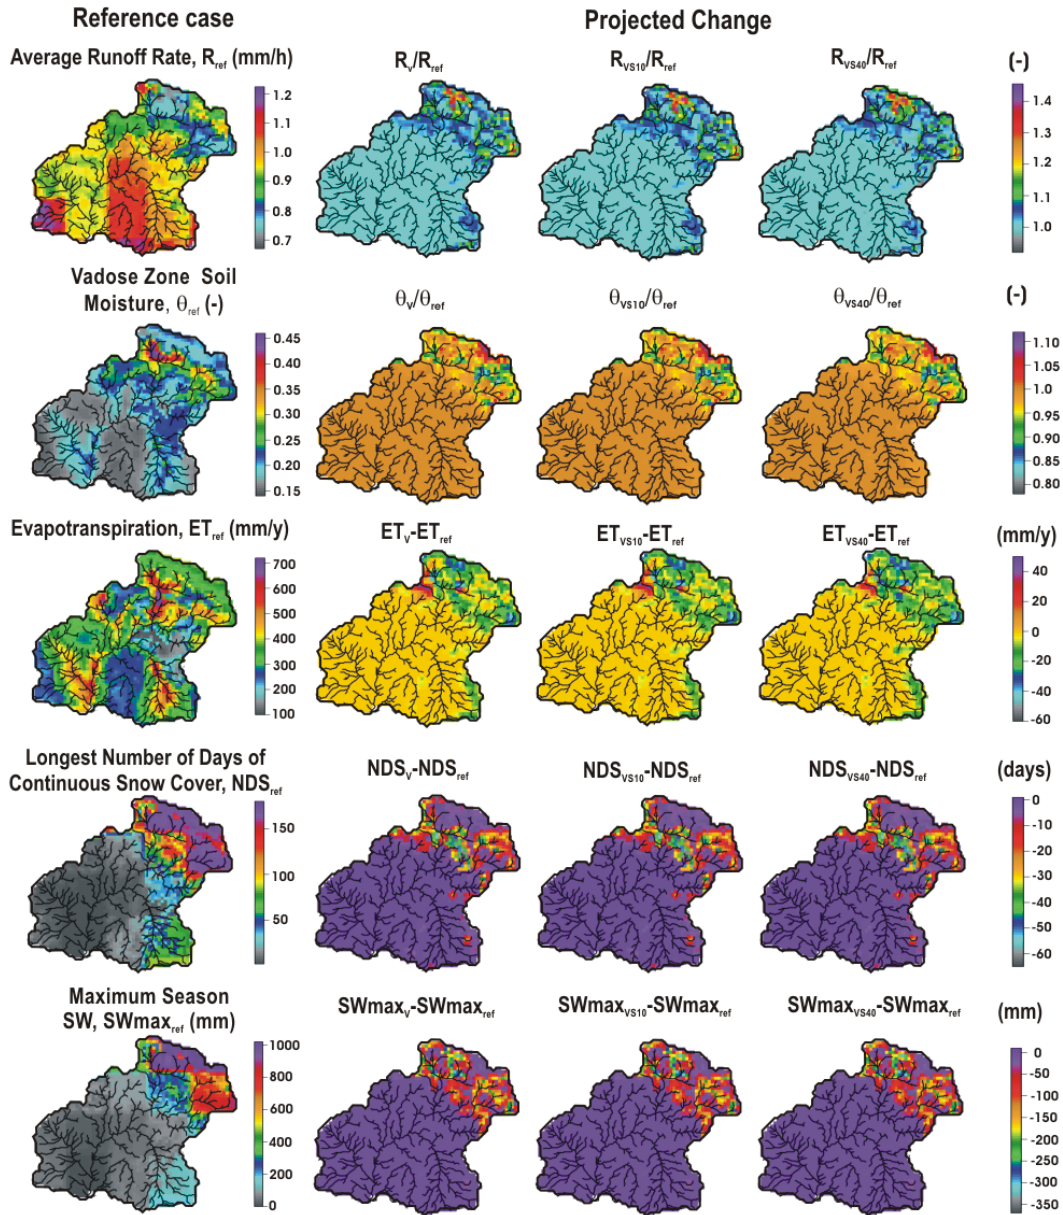 Reference case
Projected Change
Average Runoff Rate, R_ref (mm/h)
R_v/R_ref
R_VS10/R_ref
R_VS40/R_ref
(-)
1.2
1.1
1.0
0.9
0.8
0.7
1.4
1.3
1.2
1.1
1.0
Vadose Zone Soil
Moisture, θ_ref (-)
θ_v/θ_ref
θ_VS10/θ_ref
θ_VS40/θ_ref
(-)
0.45
0.40
0.35
0.30
0.25
0.20
0.14
1.10
1.05
1.0
0.95
0.90
0.85
0.80
Evapotranspiration, ET_ref (mm/y)
ET_V-ET_ref
ET_VS10-ET_ref
ET_VS40-ET_ref
(mm/y)
700
600
500
400
300
200
100
40
20
0
-20
-40
-60
Longest Number of Days of
Continuous Snow Cover, NDS_ref
NDS_V-NDS_ref
NDS_VS10-NDS_ref
NDS_VS40-NDS_ref
(days)
150
100
50
0
-10
-20
-30
-40
-50
-60
Maximum Season
SW, SWmax_ref (mm)
SWmax_V-SWmax_ref
SWmax_VS10-SWmax_ref
SWmax_VS40-SWmax_ref
(mm)
1000
800
600
400
200
0
0
-50
-100
-150
-200
-250
-300
-350